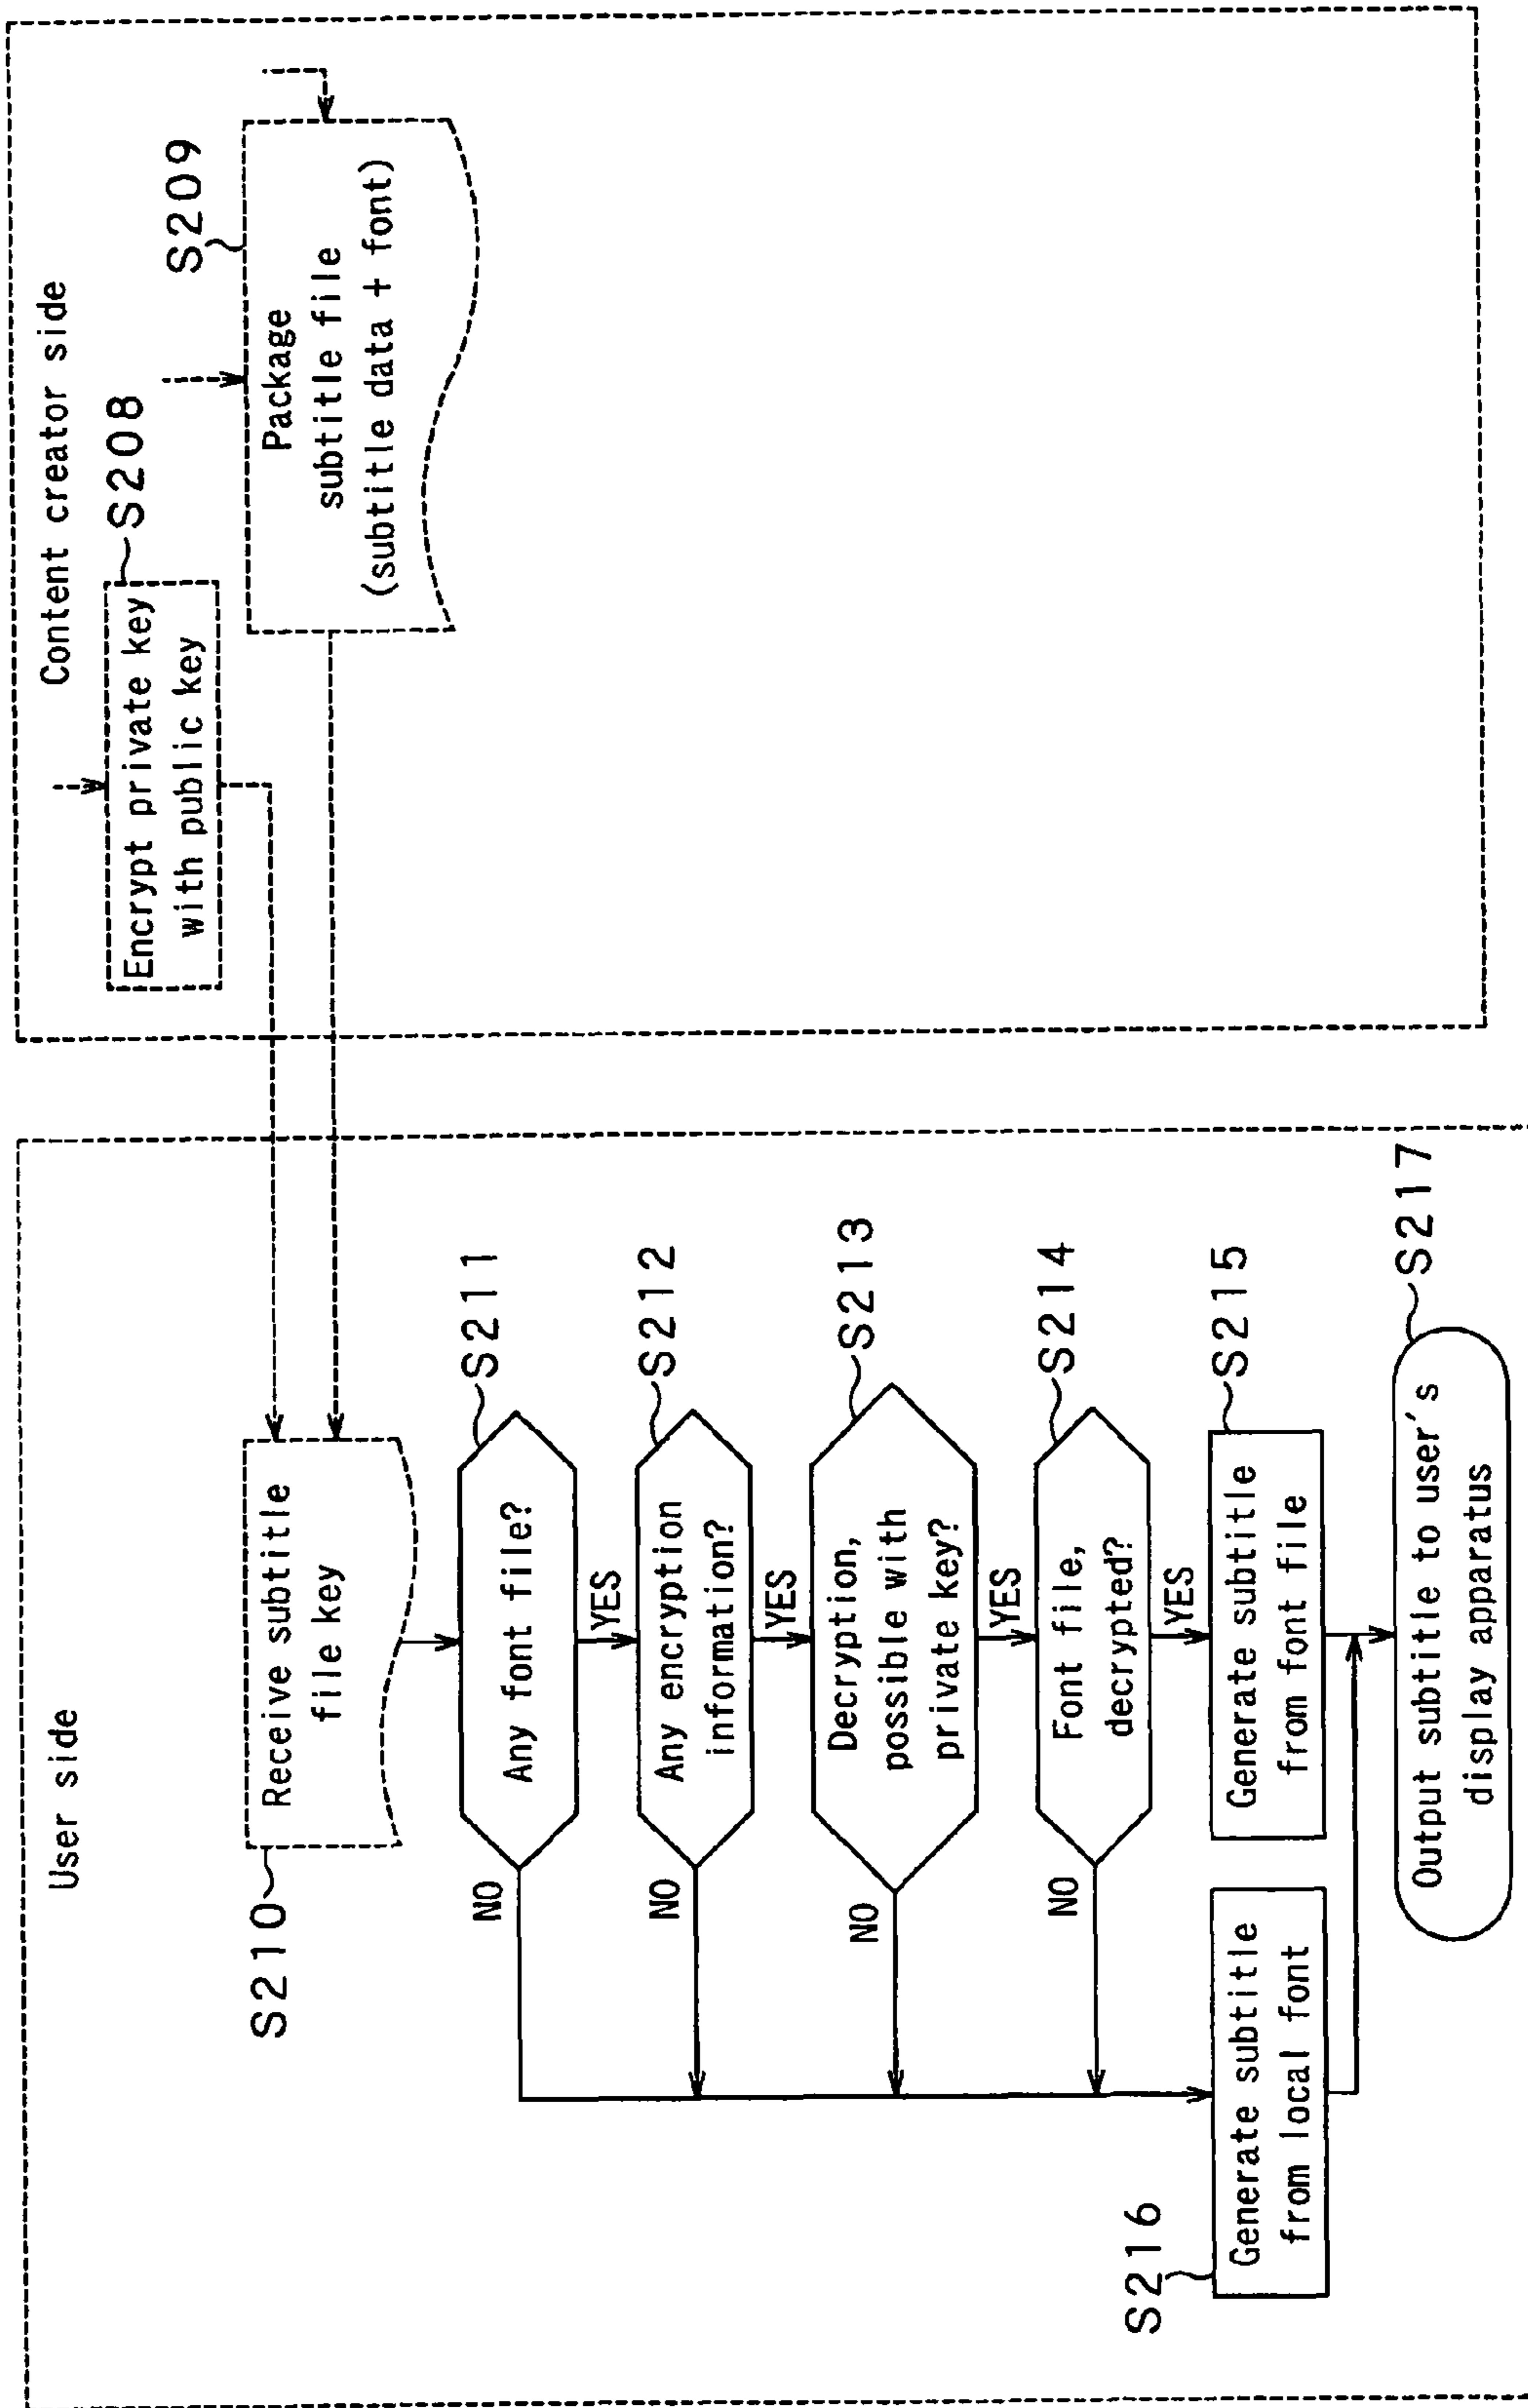 User side
S210
Receive subtitle
file key
S211
Any font file?
NO
YES
S212
Any encryption
information?
NO
YES
S213
Decryption,
possible with
private key?
NO
YES
S214
Font file,
decrypted?
NO
YES
S215
Generate subtitle
from font file
S216
Generate subtitle
from local font
S217
Output subtitle to user's
display apparatus
Content creator side
S208
Encrypt private key
with public key
S209
Package
subtitle file
(subtitle data + font)